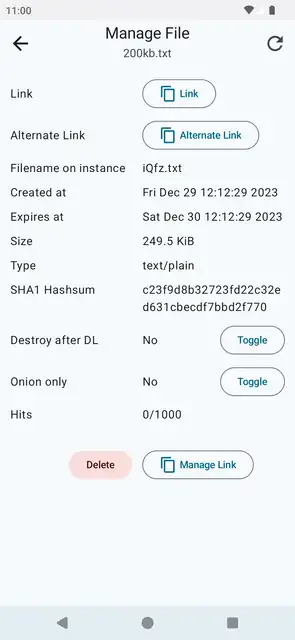 11:00
Manage File
200kb.txt
Link Link
Alternate Link Alternate Link
Filename on instance iQfz.txt
Created at Fri Dec 29 12:12:29 2023
Expires at Sat Dec 30 12:12:29 2023
Size 249.5 KiB
Type text/plain
SHA1 Hashsum c23f9d8b32723fd22c32e
d631cbecdf7bbd2f770
Destroy after DL No Toggle
Onion only No Toggle
Hits 0/1000
Delete Manage Link